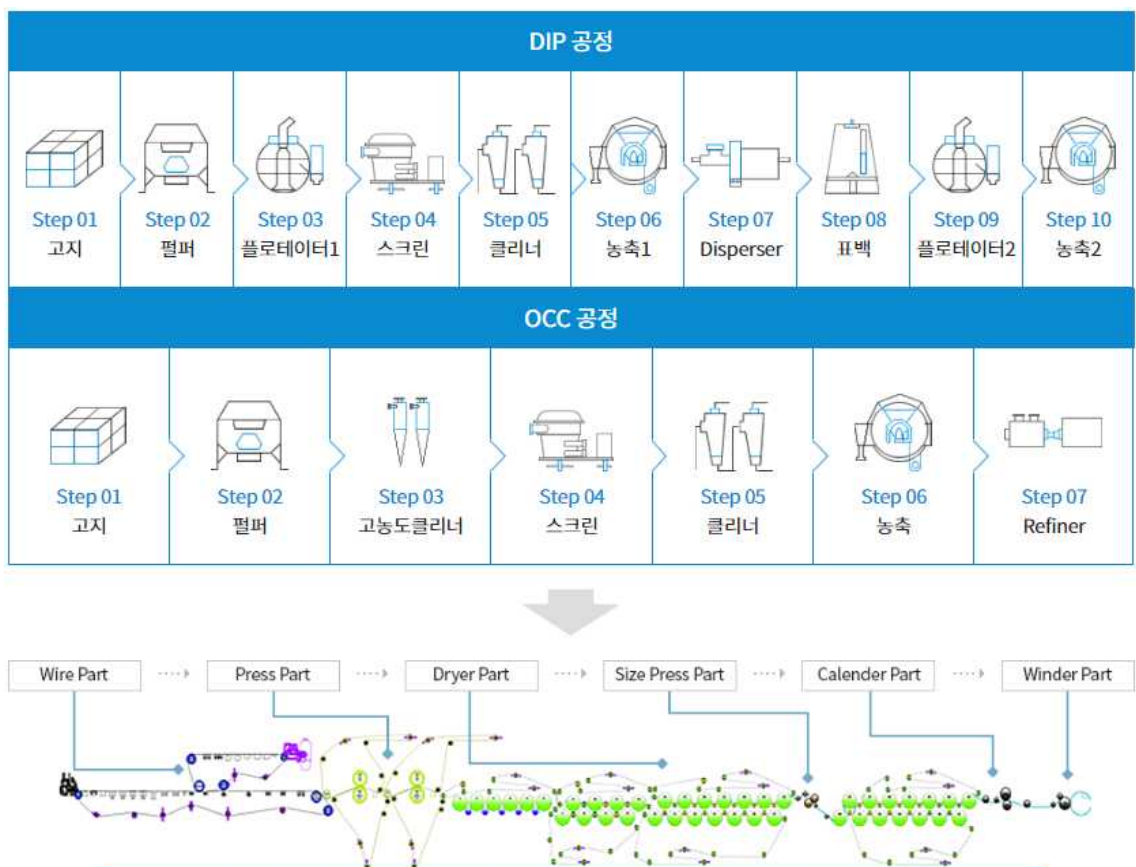 DIP 공정
Step 01
고지
Step 02
펄퍼
Step 03
플로테이터1
Step 04
스크린
Step 05
클리너
Step 06
농축1
Step 07
Disperser
Step 08
표백
Step 09
플로테이터2
Step 10
농축2
OCC 공정
Step 01
고지
Step 02
펄퍼
Step 03
고농도클리너
Step 04
스크린
Step 05
클리너
Step 06
농축
Step 07
Refiner
Wire Part
Press Part
Dryer Part
Size Press Part
Calender Part
Winder Part